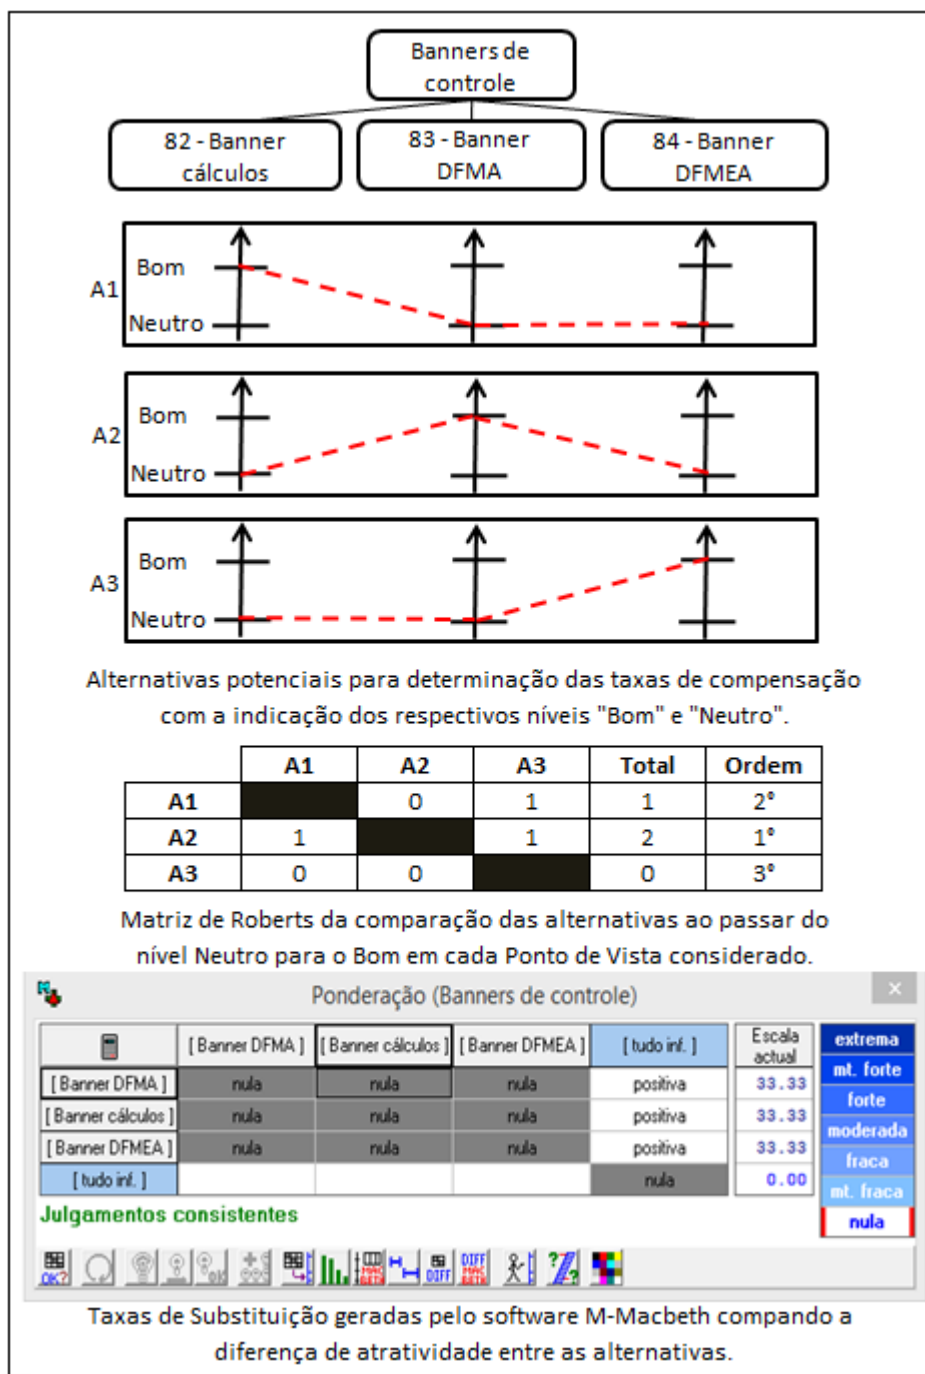 Banners de
controle
82 - Banner
cálculos
83 - Banner
DFMA
84 - Banner
DFMEA
A1
Bom
Neutro
A2
Bom
Neutro
A3
Bom
Neutro
Alternativas potenciais para determinação das taxas de compensação
com a indicação dos respectivos níveis "Bom" e "Neutro".
A1 A2 A3 Total Ordem
A1 0 1 1 2°
A2 1 1 2 1°
A3 0 0 0 3°
Matriz de Roberts da comparação das alternativas ao passar do
nível Neutro para o Bom em cada Ponto de Vista considerado.
Ponderação (Banners de controle)
[ Banner DFMA ] [ Banner cálculos ] [ Banner DFMEA ] [ tudo inf. ] Escala actual
[ Banner DFMA ] nula nula nula positiva 33.33
[ Banner cálculos ] nula nula nula positiva 33.33
[ Banner DFMEA ] nula nula nula positiva 33.33
[ tudo inf. ] nula 0.00
extrema
mt. forte
forte
moderada
fraca
mt. fraca
nula
Julgamentos consistentes
OK? DIFF DIFF
Taxas de Substituição geradas pelo software M-Macbeth compando a
diferença de atratividade entre as alternativas.